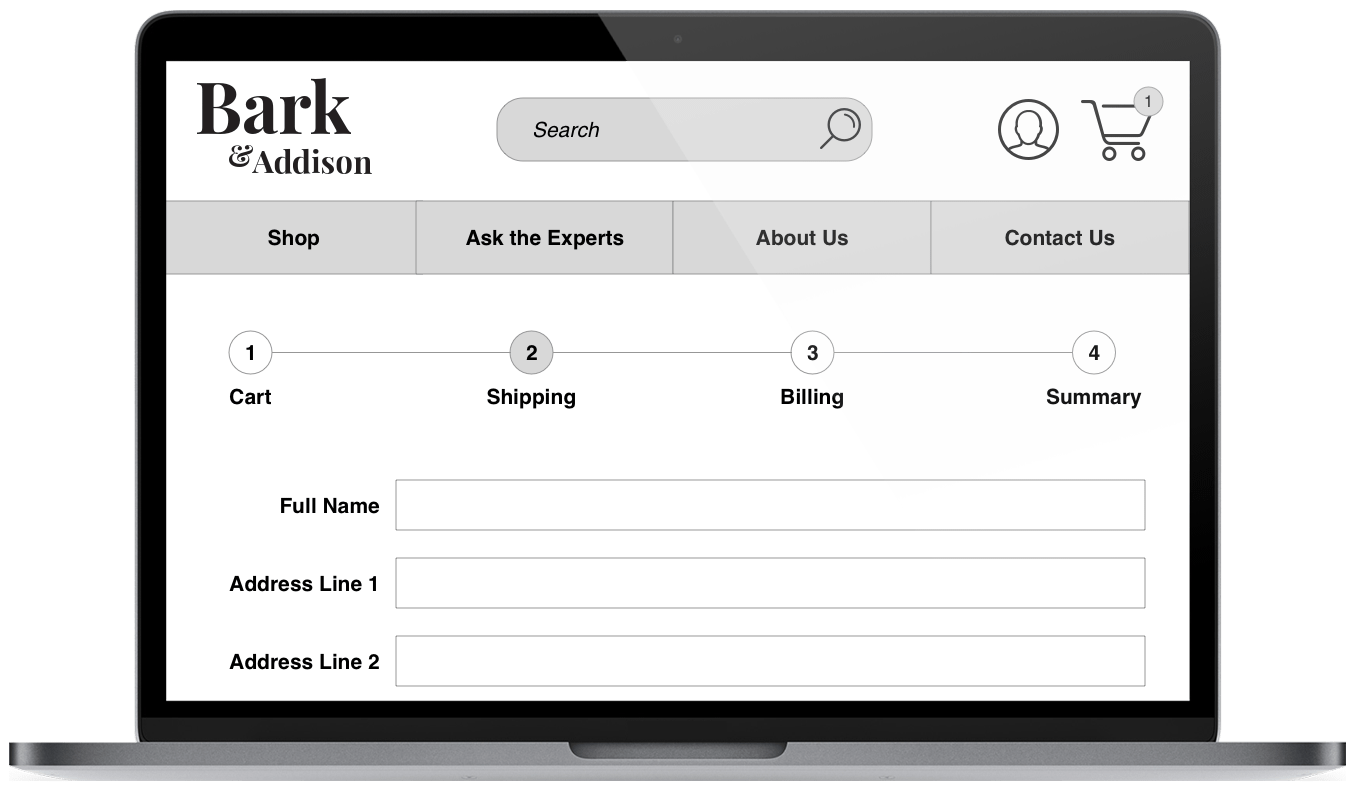 Bark
&Addison
Search
1
Shop
Ask the Experts
About Us
Contact Us
1
2
3
4
Cart
Shipping
Billing
Summary
Full Name
Address Line 1
Address Line 2